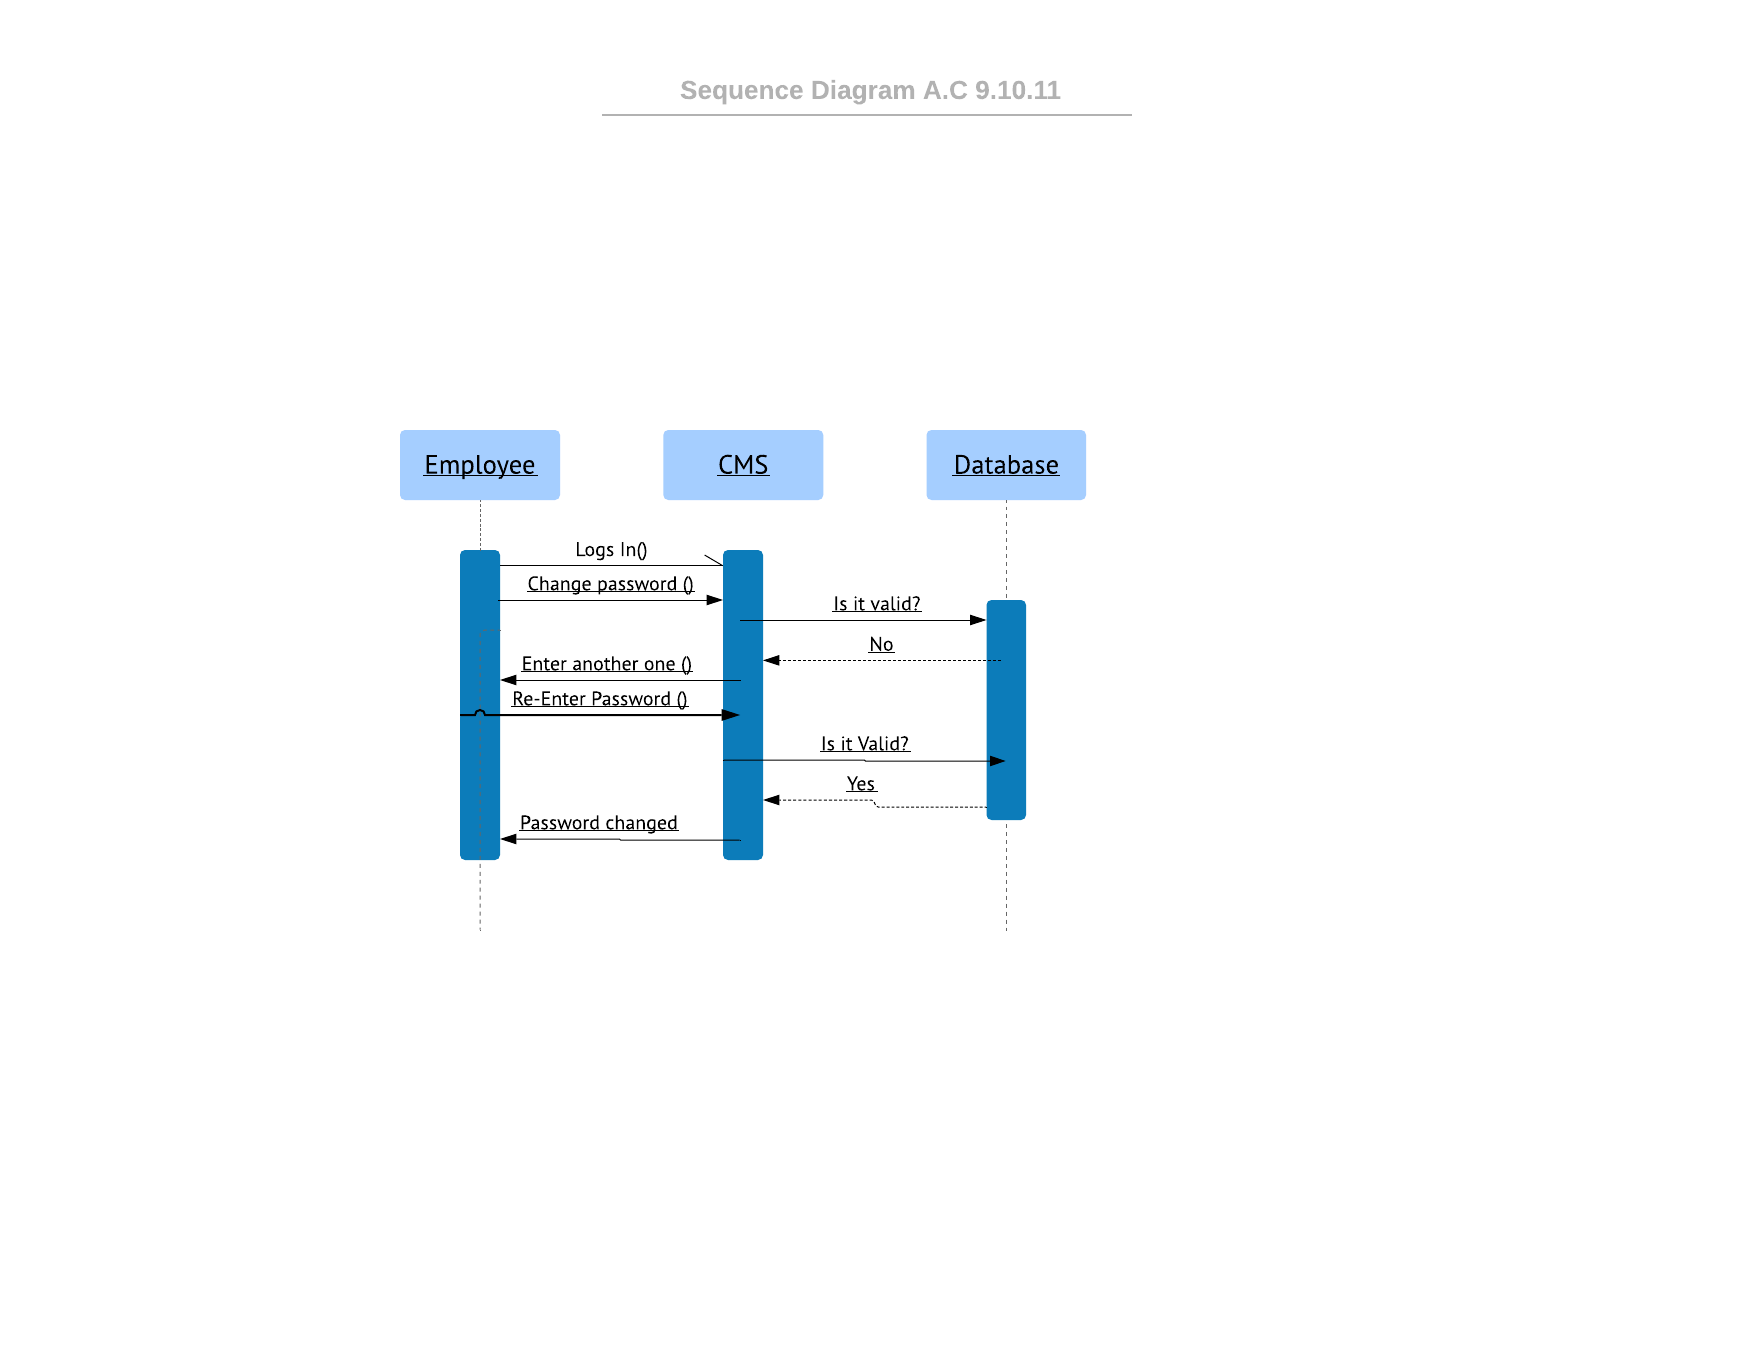 Sequence Diagram A.C 9.10.11
Employee
CMS
Database
Logs In()
Change password ()
Is it valid?
No
Enter another one ()
Re-Enter Password ()
Is it Valid?
Yes
Password changed